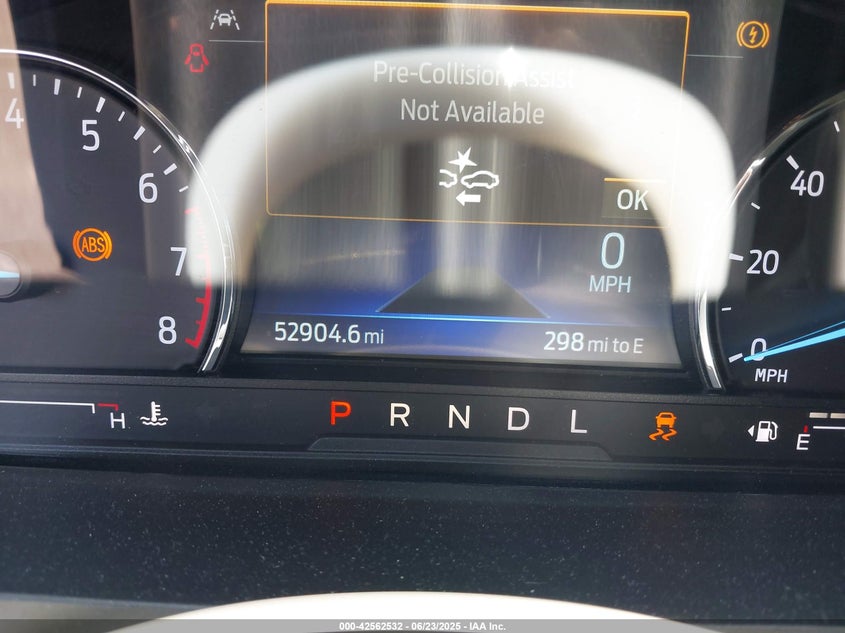 Pre-Collision Assist
Not Available
OK
4
5
6
7
8
ABS
0
MPH
52904.6 mi
298 mi to E
40
20
0
MPH
H
P R N D L
E
000-42562532 - 06/23/2025 - IAA Inc.